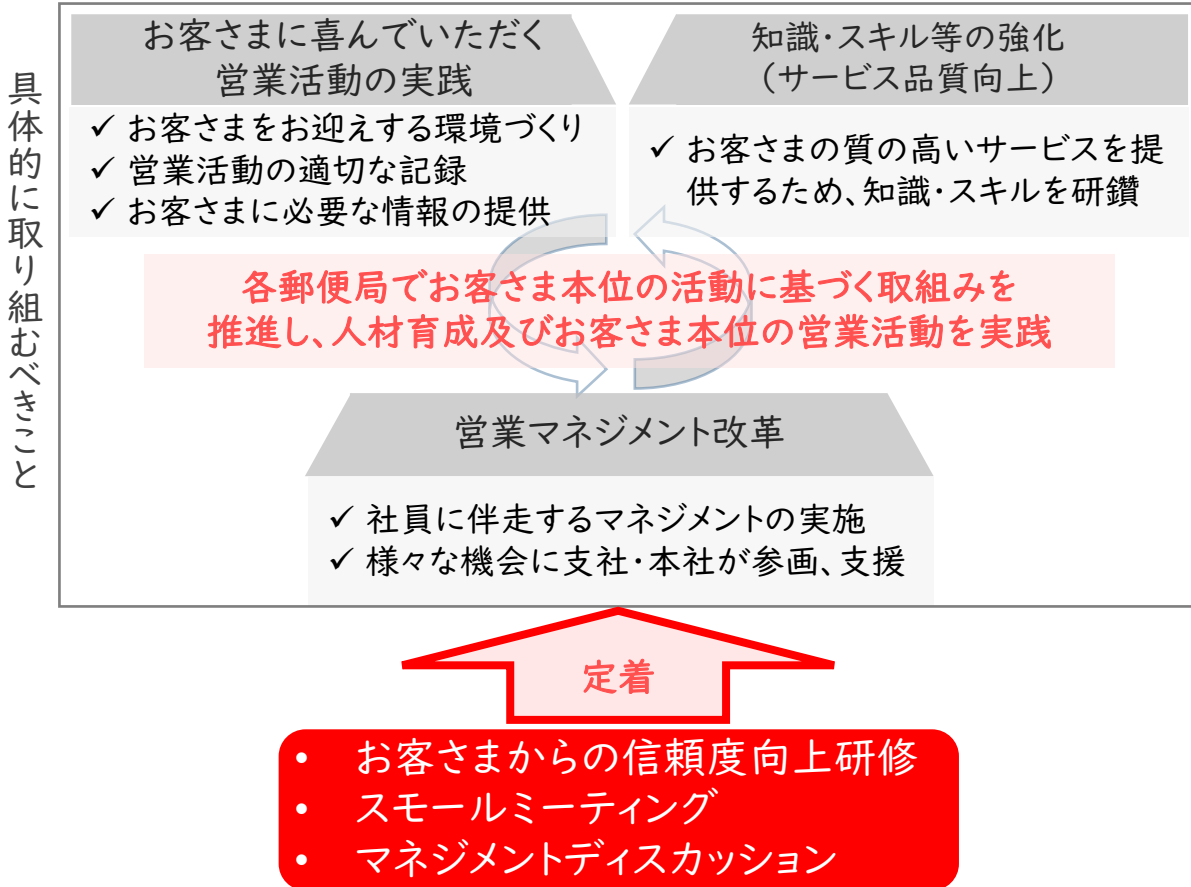 具体的に取り組むべきこと
お客さまに喜んでいただく
営業活動の実践
✓ お客さまをお迎えする環境づくり
✓ 営業活動の適切な記録
✓ お客さまに必要な情報の提供
知識・スキル等の強化
（サービス品質向上）
✓ お客さまの質の高いサービスを提
供するため、知識・スキルを研鑽
各郵便局でお客さま本位の活動に基づく取組みを
推進し、人材育成及びお客さま本位の営業活動を実践
営業マネジメント改革
✓ 社員に伴走するマネジメントの実施
✓ 様々な機会に支社・本社が参画、支援
定着
• お客さまからの信頼度向上研修
• スモールミーティング
• マネジメントディスカッション